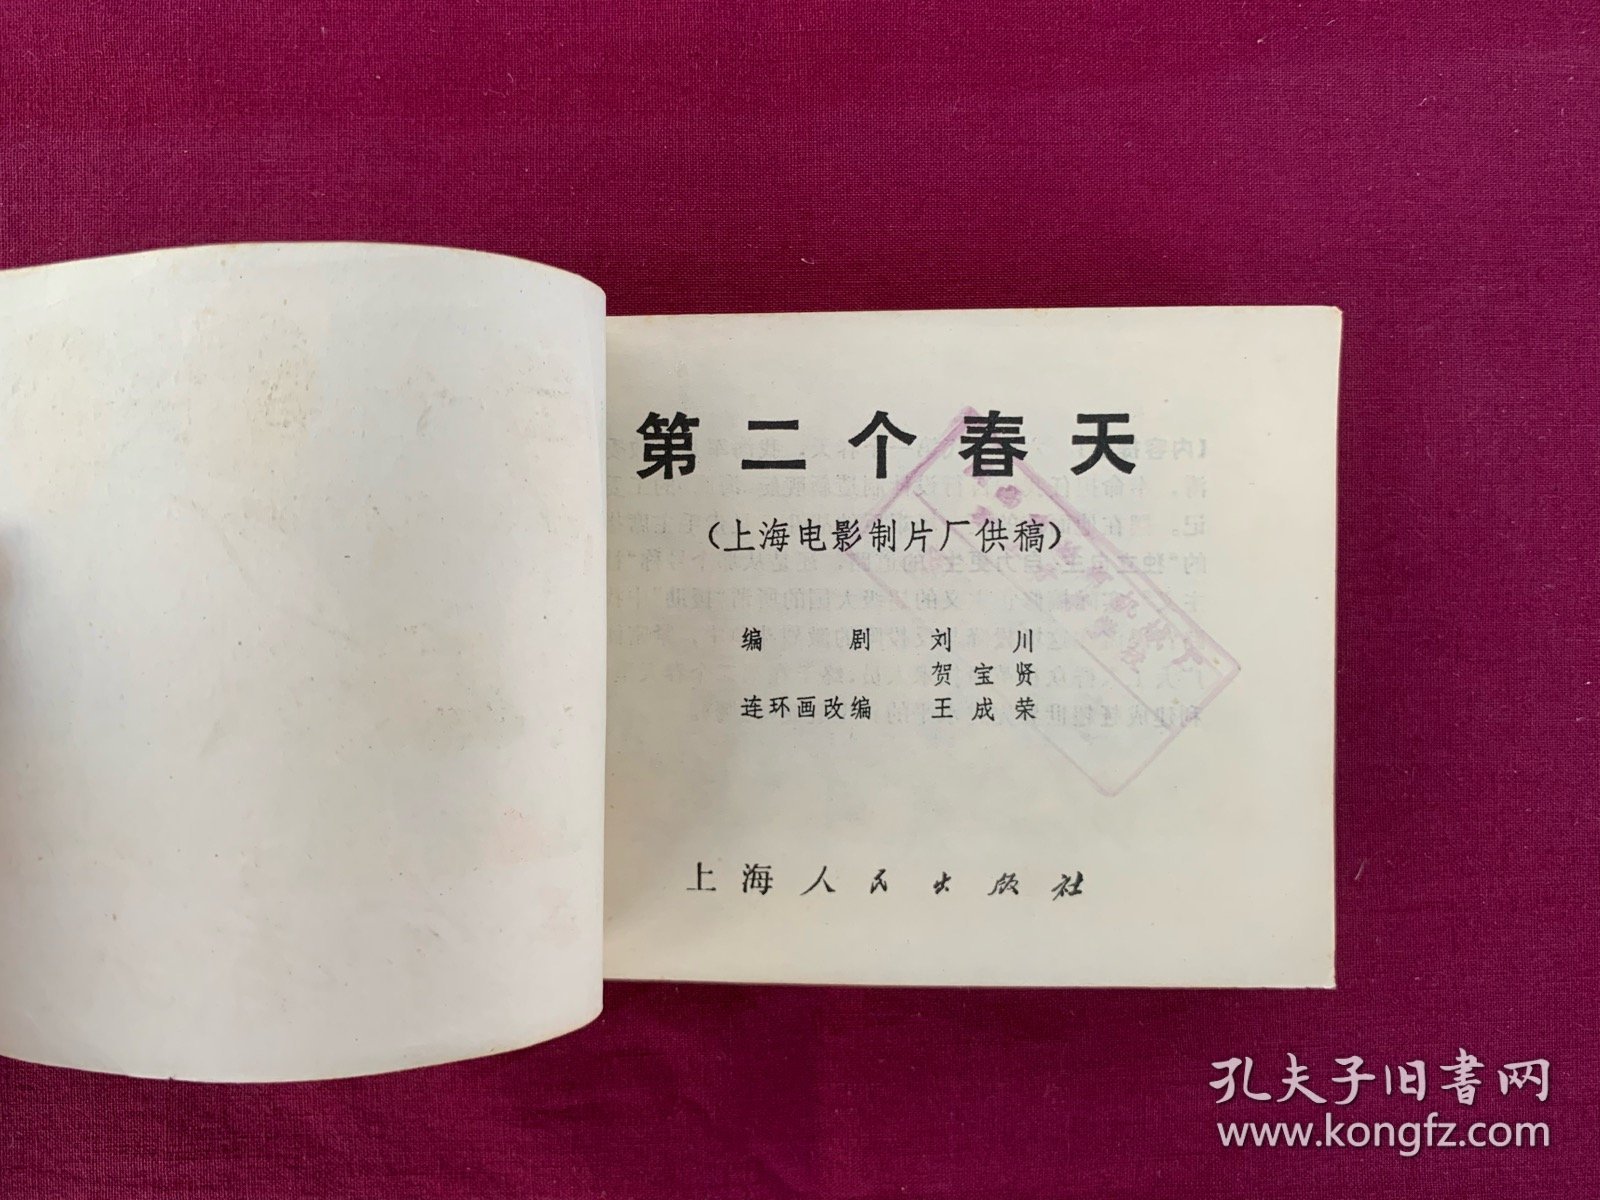 第二个春天
（上海电影制片厂供稿）
编剧 刘川
贺宝贤
连环画改编 王成荣
上海人民出版社
孔夫子旧书网
www.kongfz.com